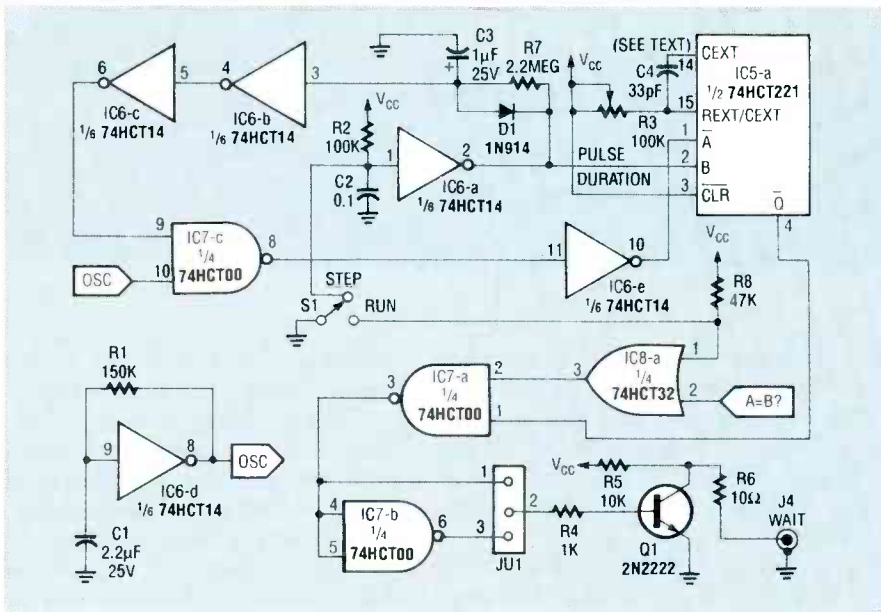 6
5
4
3
IC6-c
1/6 74HCT14
IC6-b
1/6 74HCT14
C3
1µF
25V
+
R7
2.2MEG
D1
1N914
VCC
R2
100K
1
2
C2
0.1
IC6-a
1/6 74HCT14
(SEE TEXT)
VCC
C4
33pF
14
CEXT
IC5-a
1/2 74HCT221
15
REXT/CEXT
R3
100K
1
A
PULSE
DURATION
2
B
3
CLR
Q
4
9
IC7-c
1/4
74HCT00
8
OSC
10
11
10
IC6-e
1/6 74HCT14
VCC
R8
47K
STEP
S1
RUN
R1
150K
9
8
OSC
IC6-d
1/6 74HCT14
C1
2.2µF
25V
3
IC7-a
1/4
74HCT00
2
1
3
IC8-a
1/4
74HCT32
1
2
A=B?
4
5
IC7-b
1/4
74HCT00
6
1
2
3
JU1
VCC
R5
10K
R4
1K
Q1
2N2222
R6
10Ω
J4
WAIT